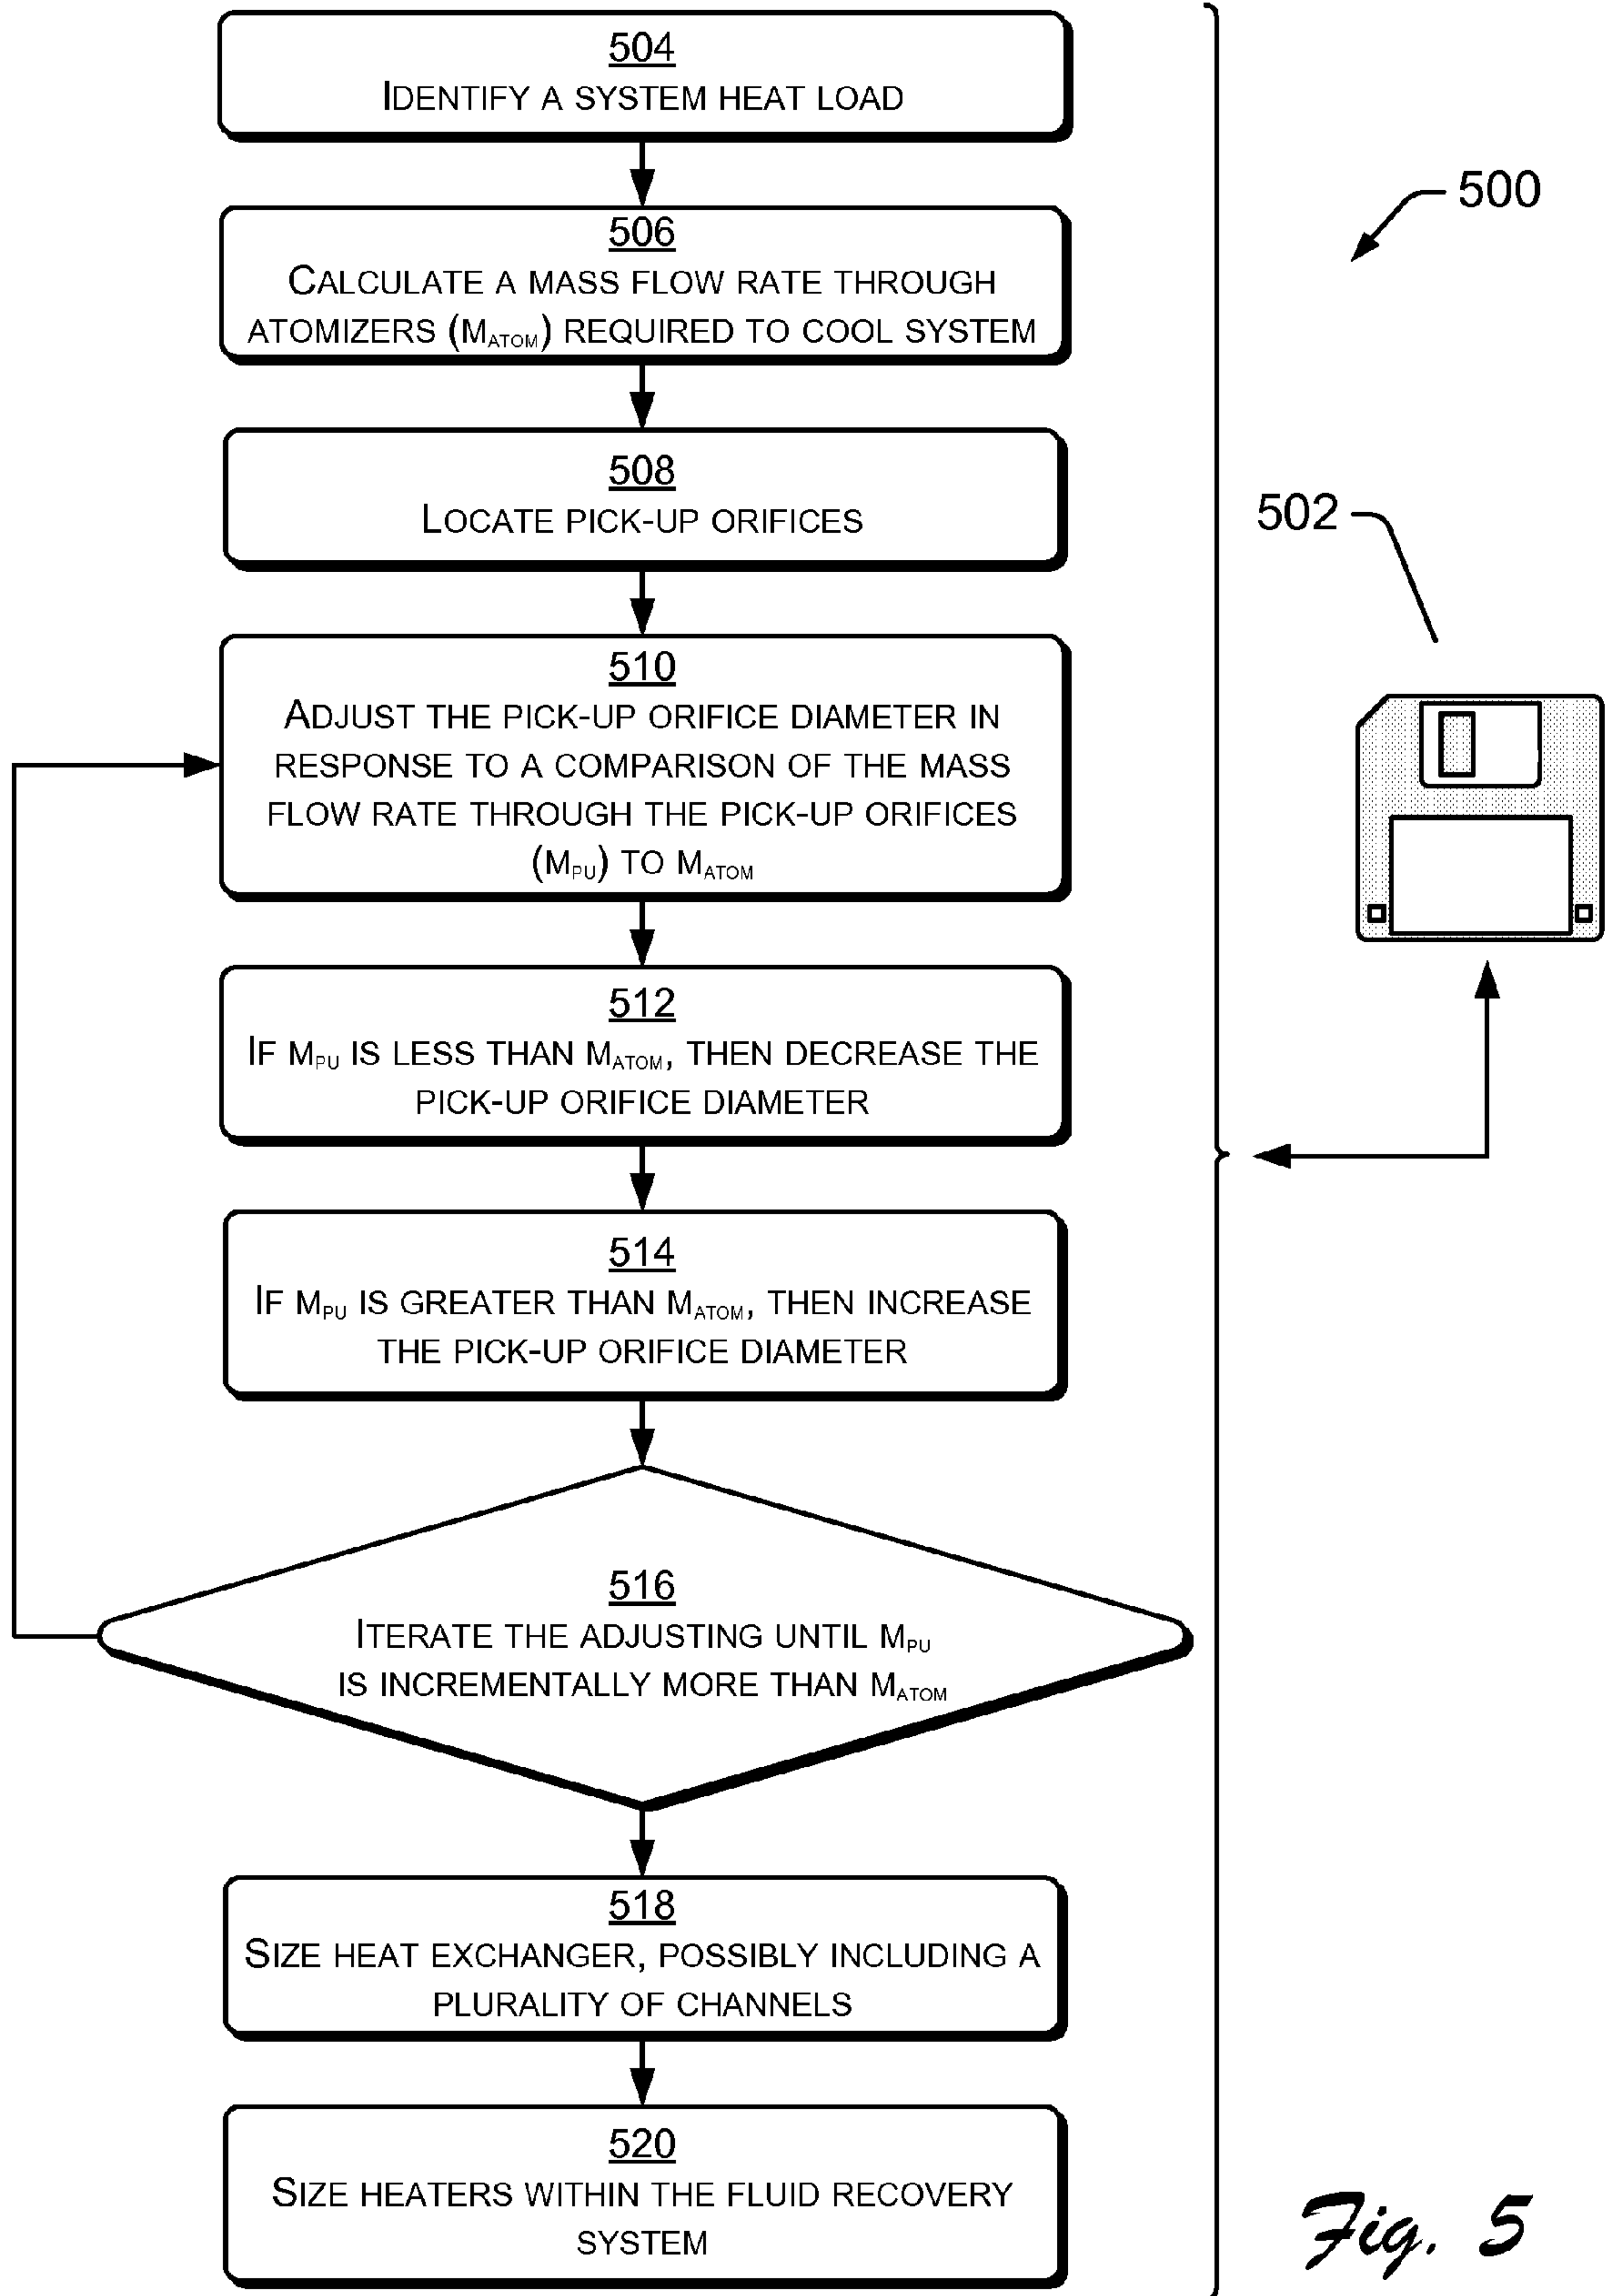 504
IDENTIFY A SYSTEM HEAT LOAD
506
CALCULATE A MASS FLOW RATE THROUGH
ATOMIZERS (MATOM) REQUIRED TO COOL SYSTEM
508
LOCATE PICK-UP ORIFICES
510
ADJUST THE PICK-UP ORIFICE DIAMETER IN
RESPONSE TO A COMPARISON OF THE MASS
FLOW RATE THROUGH THE PICK-UP ORIFICES
(MPU) TO MATOM
512
IF MPU IS LESS THAN MATOM, THEN DECREASE THE
PICK-UP ORIFICE DIAMETER
514
IF MPU IS GREATER THAN MATOM, THEN INCREASE
THE PICK-UP ORIFICE DIAMETER
516
ITERATE THE ADJUSTING UNTIL MPU
IS INCREMENTALLY MORE THAN MATOM
518
SIZE HEAT EXCHANGER, POSSIBLY INCLUDING A
PLURALITY OF CHANNELS
520
SIZE HEATERS WITHIN THE FLUID RECOVERY
SYSTEM
500
502
Fig. 5